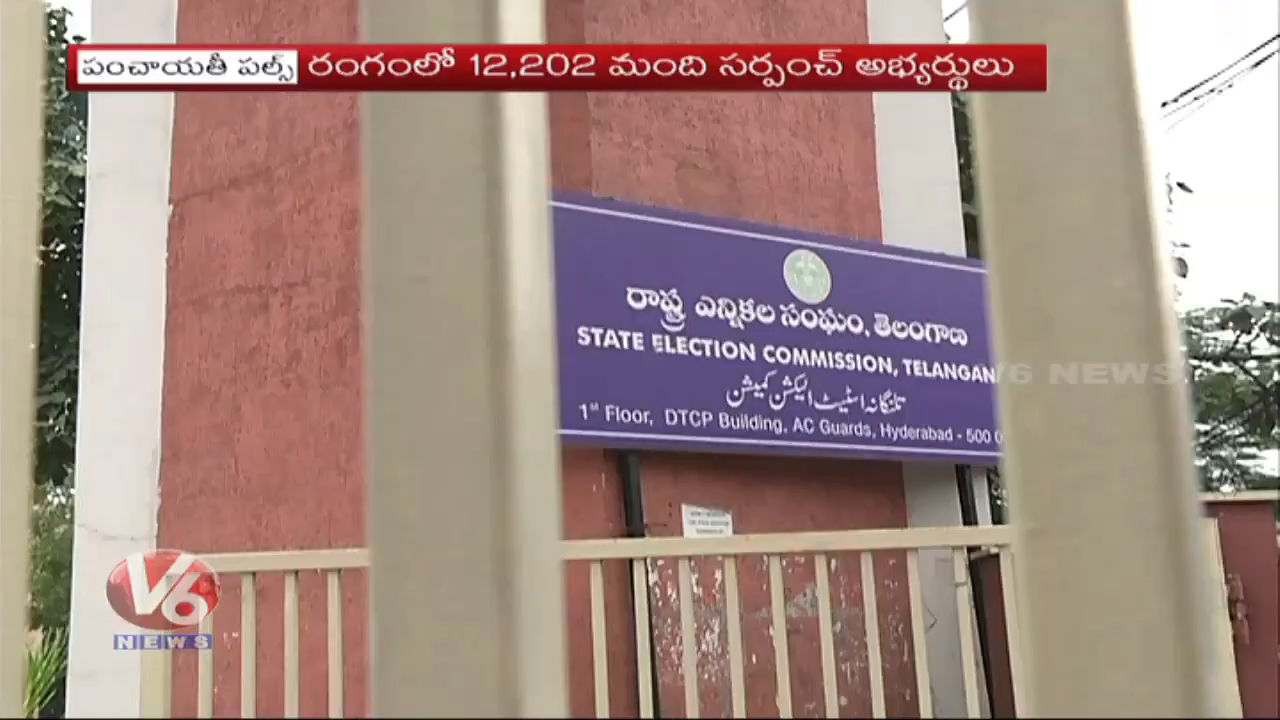 పంచాయతీ పల్స్ రంగంలో 12,202 మంది సర్పంచ్ అభ్యర్థులు
రాష్ట్ర ఎన్నికల సంఘం, తెలంగాణ
STATE ELECTION COMMISSION, TELANGAN
V6 NEWS
تلنگانہ اسٹیٹ الیکشن کمیشن
1st Floor, DTCP Building, AC Guards, Hyderabad - 500 0
V6
NEWS